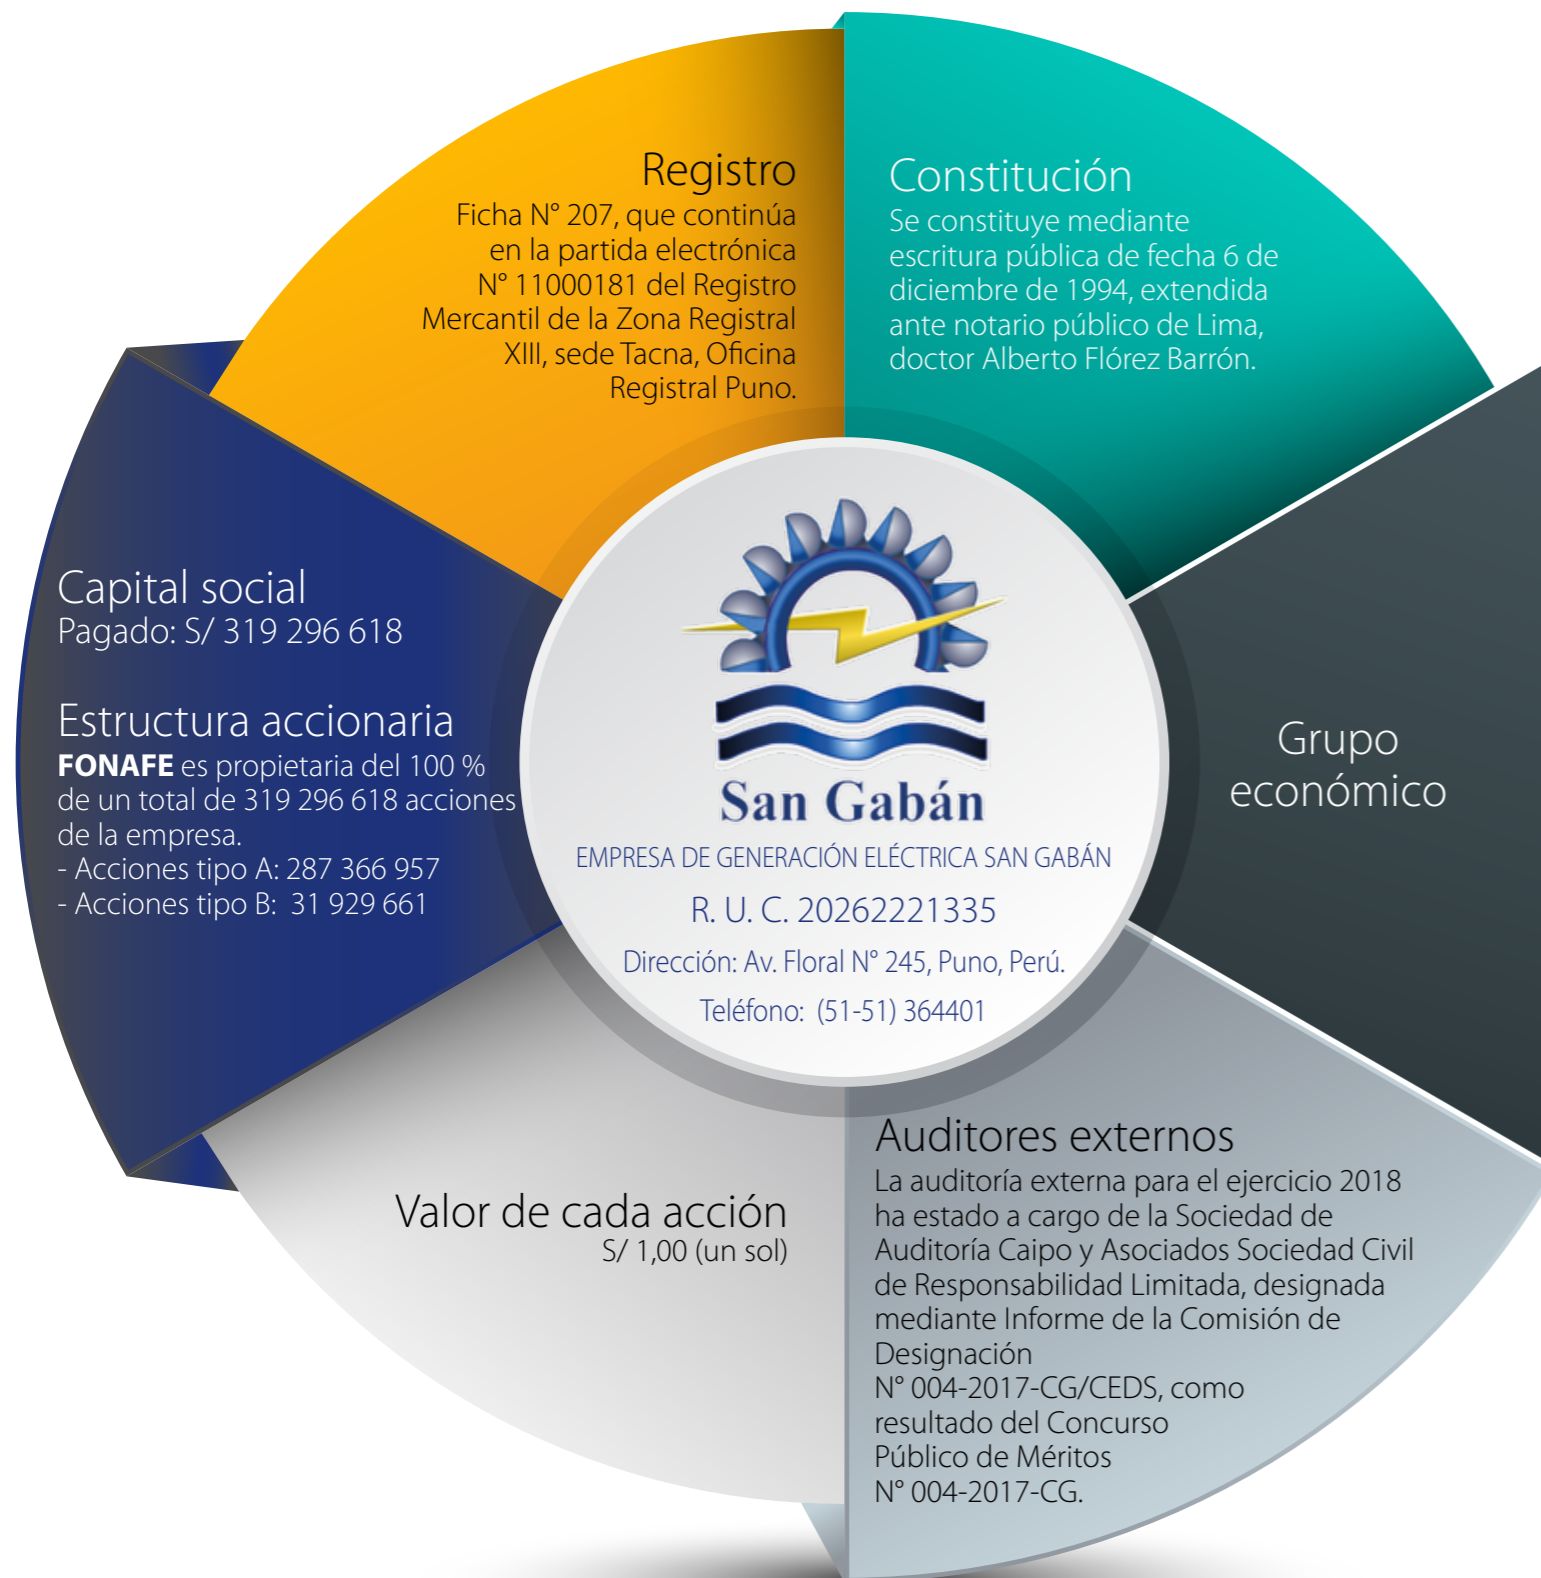 Registro
Ficha N° 207, que continúa
en la partida electrónica
N° 11000181 del Registro
Mercantil de la Zona Registral
XIII, sede Tacna, Oficina
Registral Puno.
Constitución
Se constituye mediante
escritura pública de fecha 6 de
diciembre de 1994, extendida
ante notario público de Lima,
doctor Alberto Flórez Barrón.
Capital social
Pagado: S/ 319 296 618
Estructura accionaria
FONAFE es propietaria del 100 %
de un total de 319 296 618 acciones
de la empresa.
- Acciones tipo A: 287 366 957
- Acciones tipo B: 31 929 661
San Gabán
EMPRESA DE GENERACIÓN ELÉCTRICA SAN GABÁN
R. U. C. 20262221335
Dirección: Av. Floral N° 245, Puno, Perú.
Teléfono: (51-51) 364401
Grupo
económico
Valor de cada acción
S/ 1,00 (un sol)
Auditores externos
La auditoría externa para el ejercicio 2018
ha estado a cargo de la Sociedad de
Auditoría Caipo y Asociados Sociedad Civil
de Responsabilidad Limitada, designada
mediante Informe de la Comisión de
Designación
N° 004-2017-CG/CEDS, como
resultado del Concurso
Público de Méritos
N° 004-2017-CG.